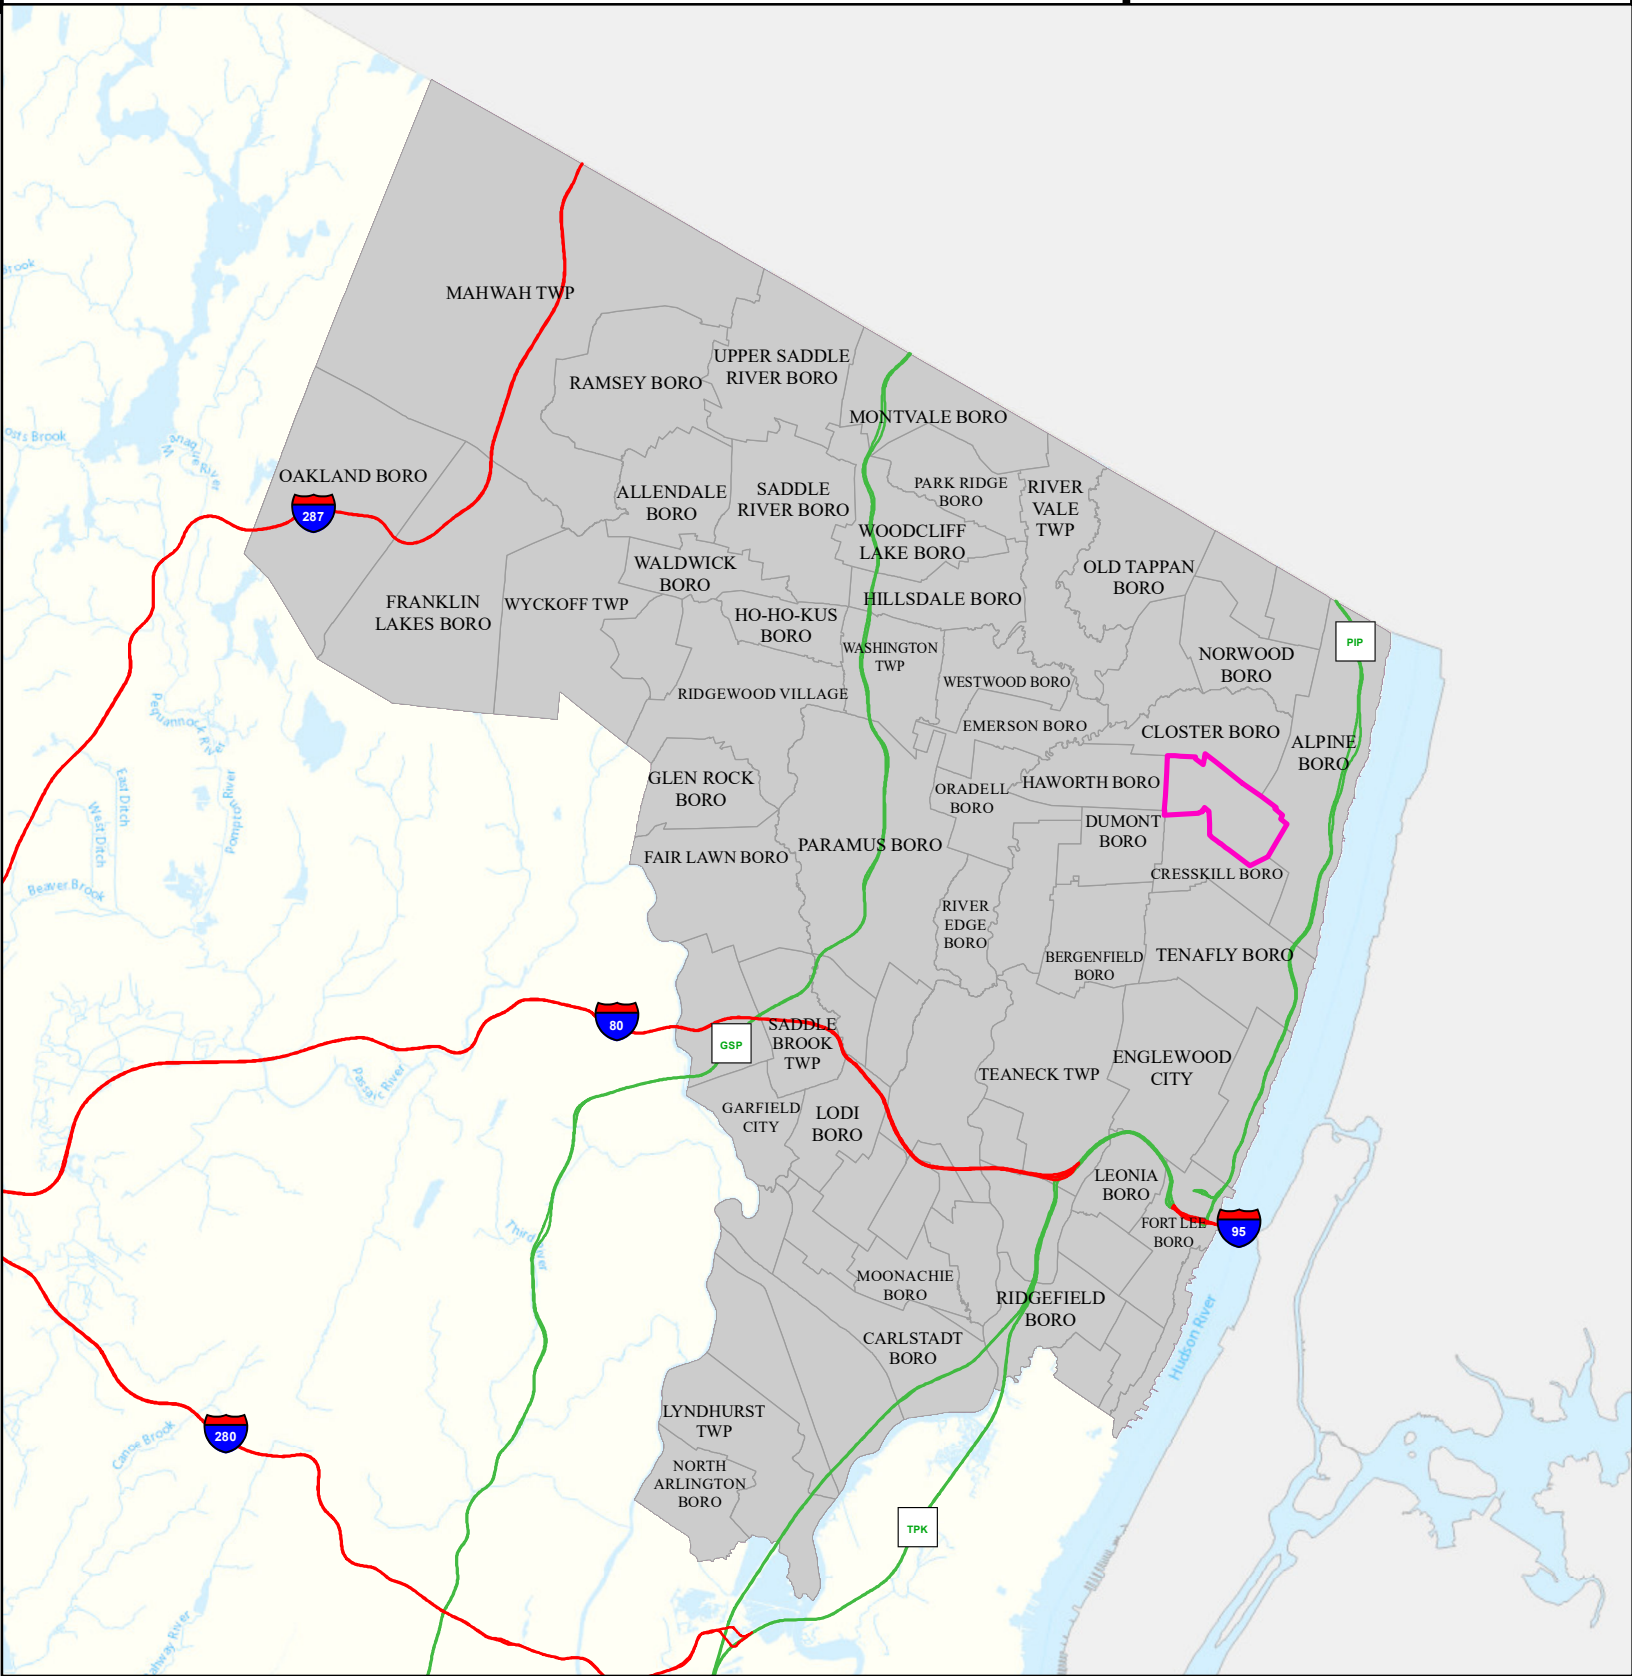 Brook
MAHWAH TWP
UPPER SADDLE
RIVER BORO
RAMSEY BORO
MONTVALE BORO
osts Brook
OAKLAND BORO
287
ALLENDALE
BORO
SADDLE
RIVER BORO
PARK RIDGE
BORO
RIVER
VALE
TWP
WOODCLIFF
LAKE BORO
WALDWICK
BORO
OLD TAPPAN
BORO
FRANKLIN
LAKES BORO
WYCKOFF TWP
HILLSDALE BORO
HO-HO-KUS
BORO
WASHINGTON
TWP
PIP
NORWOOD
BORO
RIDGEWOOD VILLAGE
WESTWOOD BORO
Pequannock River
EMERSON BORO
CLOSTER BORO
ALPINE
BORO
GLEN ROCK
BORO
ORADELL
BORO
HAWORTH BORO
East Ditch
West Ditch
Pompton River
DUMONT
BORO
PARAMUS BORO
FAIR LAWN BORO
CRESSKILL BORO
Beaver Brook
RIVER
EDGE
BORO
BERGENFIELD
BORO
TENAFLY BORO
80
GSP
SADDLE
BROOK
TWP
Passaic River
TEANECK TWP
ENGLEWOOD
CITY
GARFIELD
CITY
LODI
BORO
LEONIA
BORO
FORT LEE
BORO
95
Third River
MOONACHIE
BORO
RIDGEFIELD
BORO
CARLSTADT
BORO
Hudson River
LYNDHURST
TWP
280
Canoe Brook
NORTH
ARLINGTON
BORO
TPK
ahway River